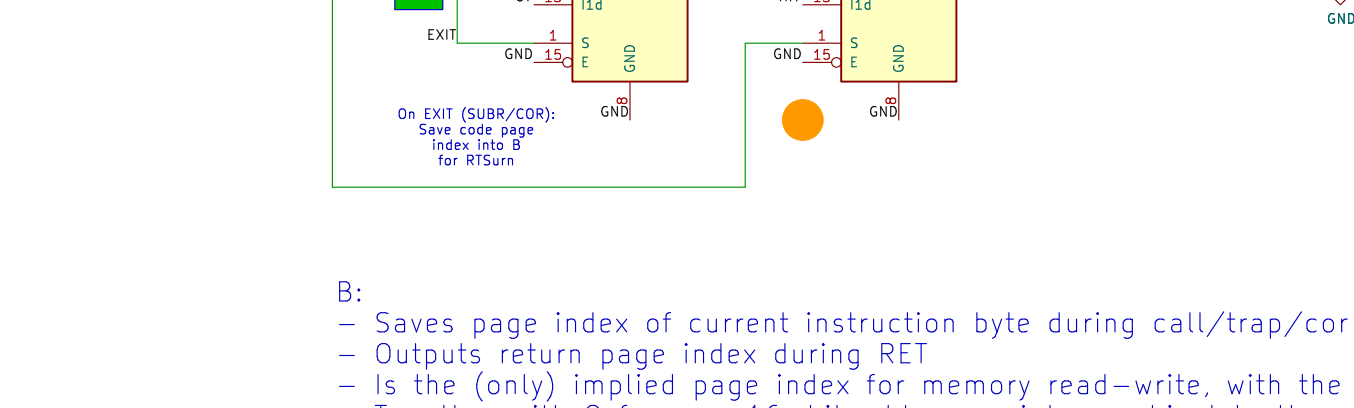 I1d
I1d
GND
EXIT
1
S
GND
15
E
GND
8
GND
1
S
GND
15
E
GND
8
GND
On EXIT (SUBR/COR):
Save code page
index into B
for RTSurn
B:
– Saves page index of current instruction byte during call/trap/cor
– Outputs return page index during RET
– Is the (only) implied page index for memory read–write, with the